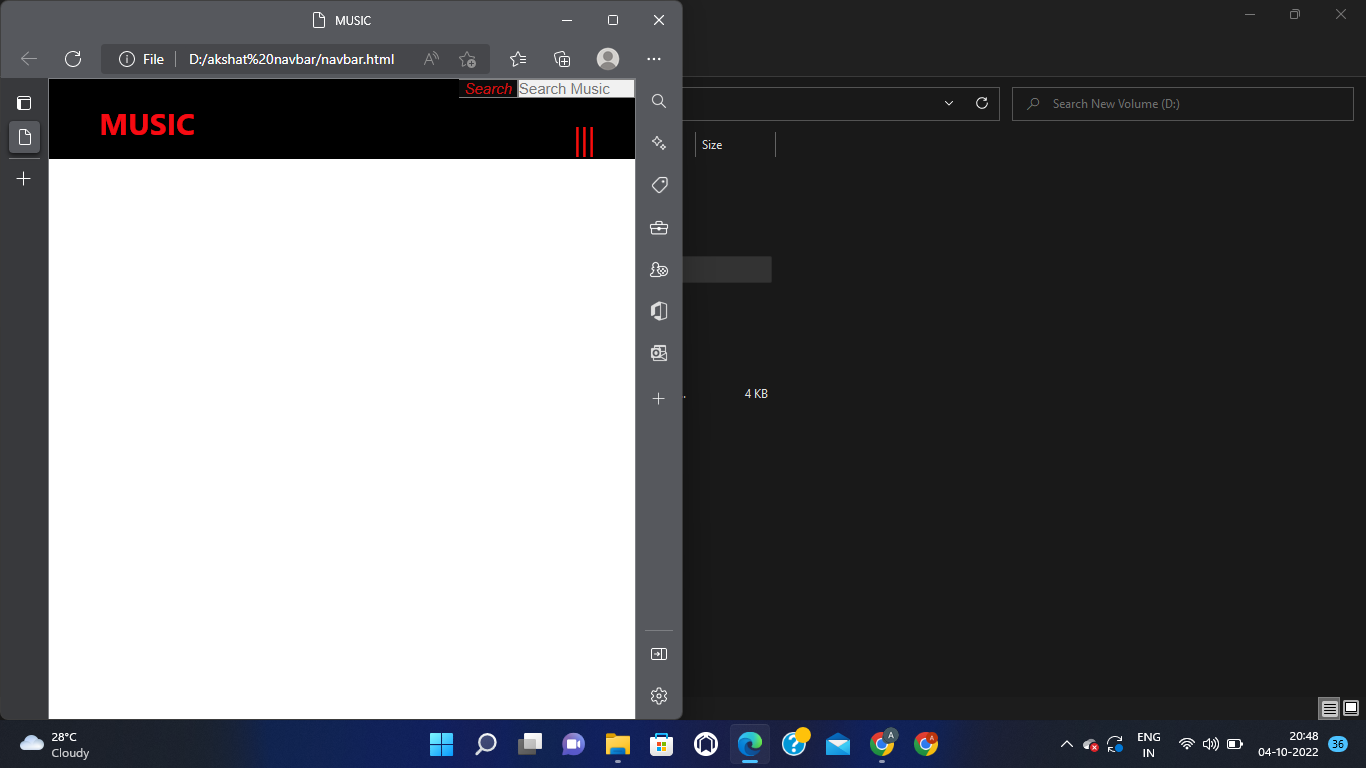 MUSIC
File
D:/akshat%20navbar/navbar.html
Search New Volume (D:)
Search
Search Music
MUSIC
|||
Size
4 KB
28°C
Cloudy
ENG
IN
20:48
04-10-2022
36